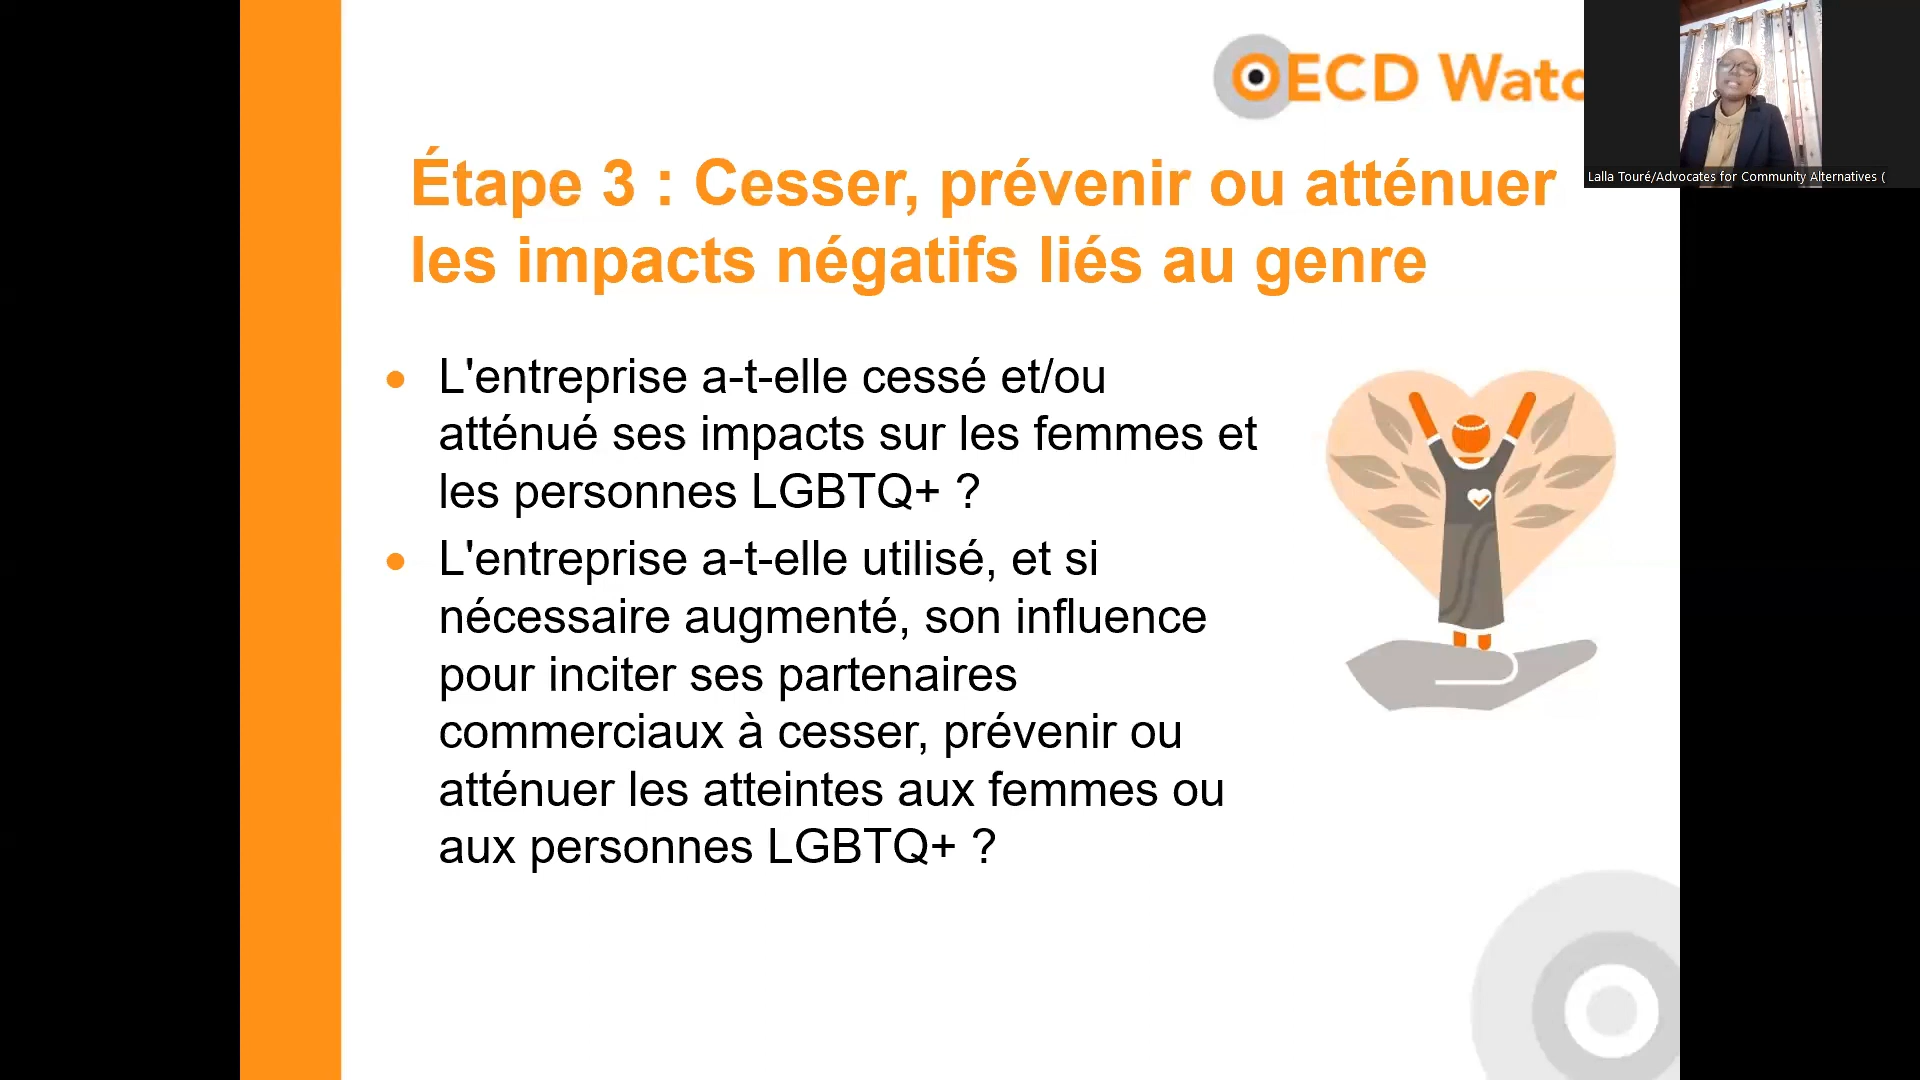 OECD Watc
Étape 3 : Cesser, prévenir ou atténuer
les impacts négatifs liés au genre
L'entreprise a-t-elle cessé et/ou
atténué ses impacts sur les femmes et
les personnes LGBTQ+ ?
L'entreprise a-t-elle utilisé, et si
nécessaire augmenté, son influence
pour inciter ses partenaires
commerciaux à cesser, prévenir ou
atténuer les atteintes aux femmes ou
aux personnes LGBTQ+ ?
Lalla Touré/Advocates for Community Alternatives (